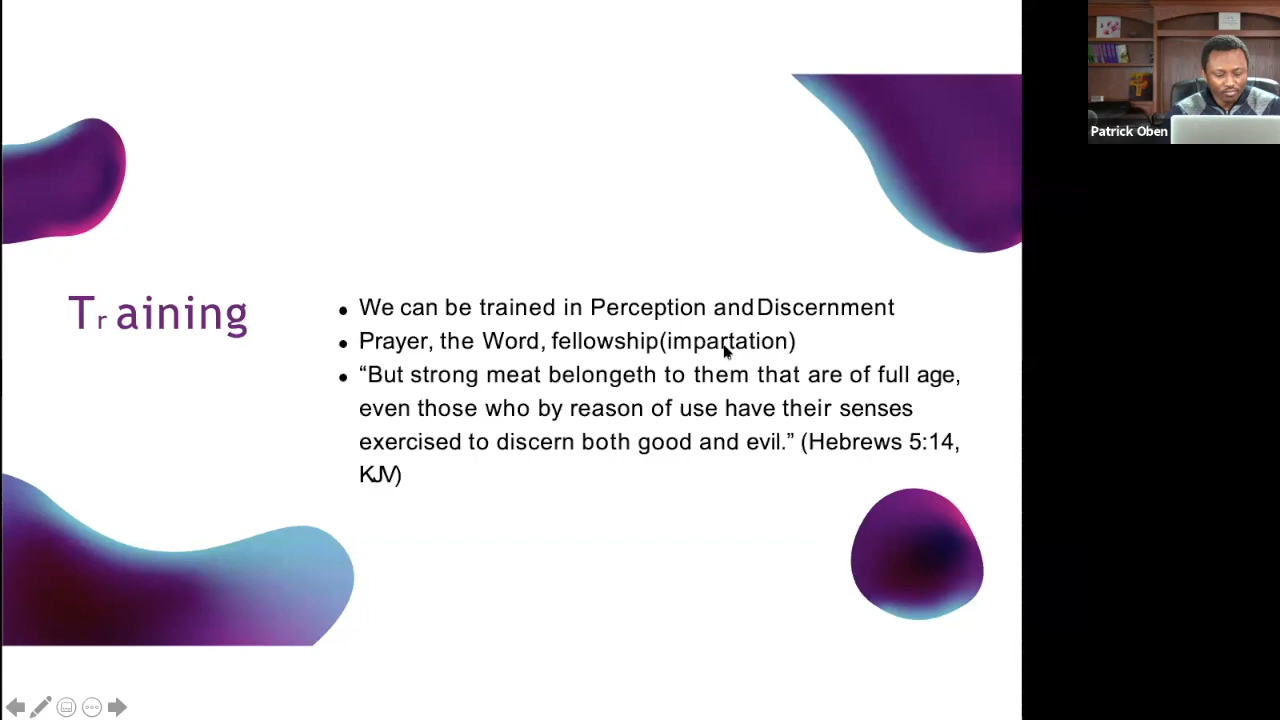 Training
• We can be trained in Perception and Discernment
• Prayer, the Word, fellowship(impartation)
• “But strong meat belongeth to them that are of full age,
even those who by reason of use have their senses
exercised to discern both good and evil.” (Hebrews 5:14,
KJV)
Patrick Oben